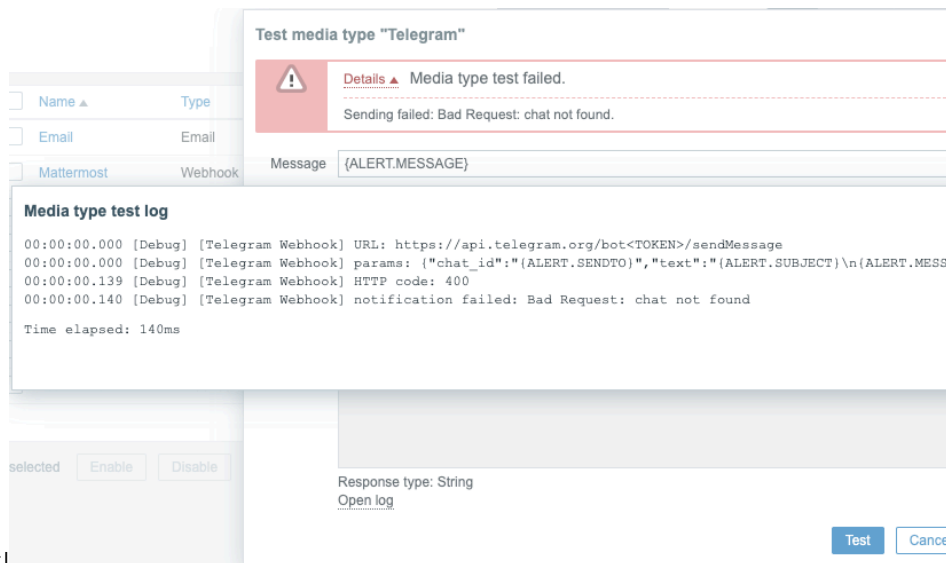 Test media type "Telegram"
Details ▲ Media type test failed.
Sending failed: Bad Request: chat not found.
Name ▲ Type
Email Email
Mattermost Webhook
Message {ALERT.MESSAGE}
Media type test log
00:00:00.000 [Debug] [Telegram Webhook] URL: https://api.telegram.org/bot<TOKEN>/sendMessage
00:00:00.000 [Debug] [Telegram Webhook] params: {"chat_id":"{ALERT.SENDTO}","text":"{ALERT.SUBJECT}\n{ALERT.MESS
00:00:00.139 [Debug] [Telegram Webhook] HTTP code: 400
00:00:00.140 [Debug] [Telegram Webhook] notification failed: Bad Request: chat not found
Time elapsed: 140ms
selected Enable Disable
Response type: String
Open log
Test Cance